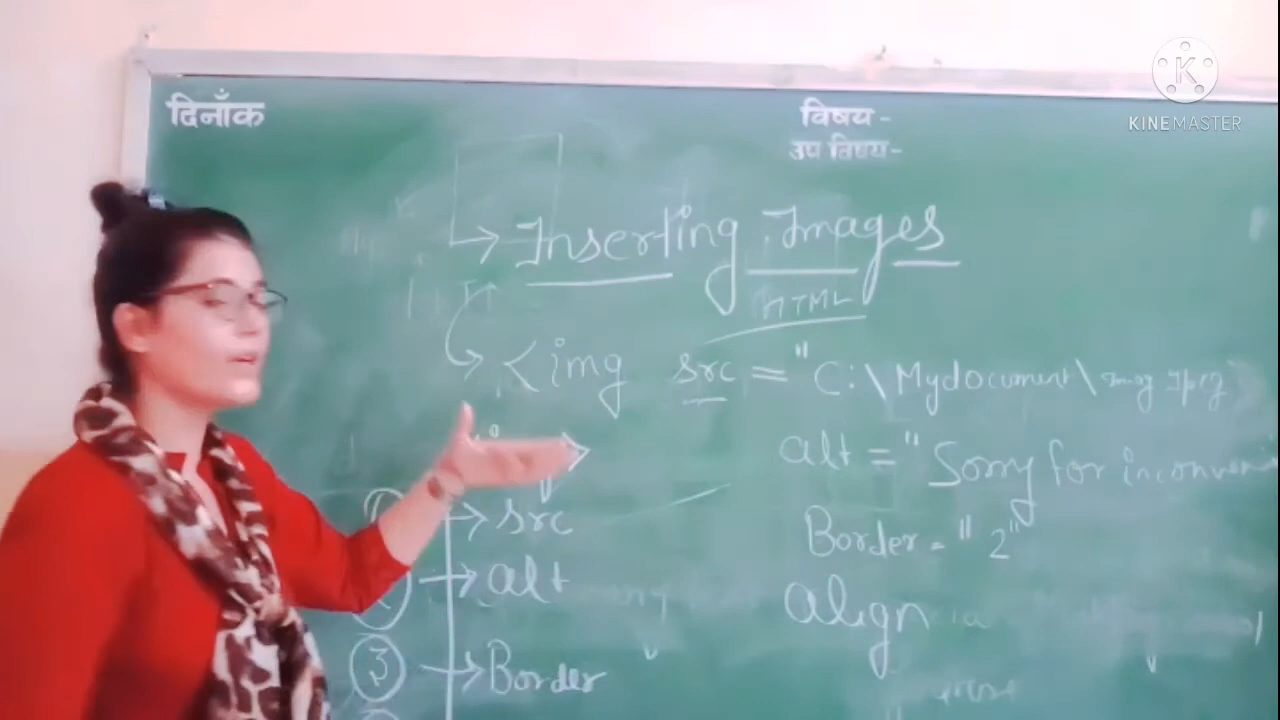 दिनाँक
विषय-
उप विषय-
KINEMASTER
→ Inserting Images
HTML
<img src = "C:\Mydocument\
alt = "Sorry for
→ src
Border = "2"
→ alt
align
3 → Border